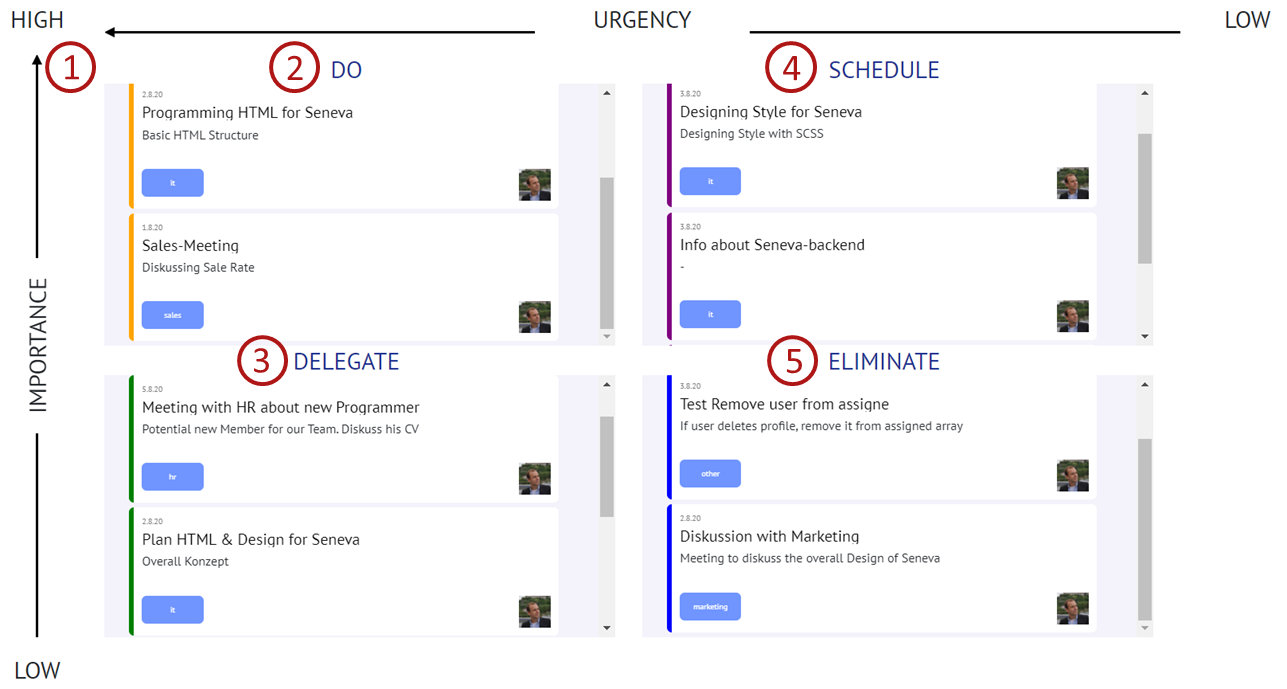 HIGH
URGENCY
LOW
1
2
DO
2.8.20
Programming HTML for Seneva
Basic HTML Structure
it
1.8.20
Sales-Meeting
Diskussing Sale Rate
sales
4
SCHEDULE
3.8.20
Designing Style for Seneva
Designing Style with SCSS
it
3.8.20
Info about Seneva-backend
-
it
IMPORTANCE
3
DELEGATE
5.8.20
Meeting with HR about new Programmer
Potential new Member for our Team. Diskuss his CV
hr
2.8.20
Plan HTML & Design for Seneva
Overall Konzept
it
5
ELIMINATE
3.8.20
Test Remove user from assigne
If user deletes profile, remove it from assigned array
other
2.8.20
Diskussion with Marketing
Meeting to diskuss the overall Design of Seneva
marketing
LOW